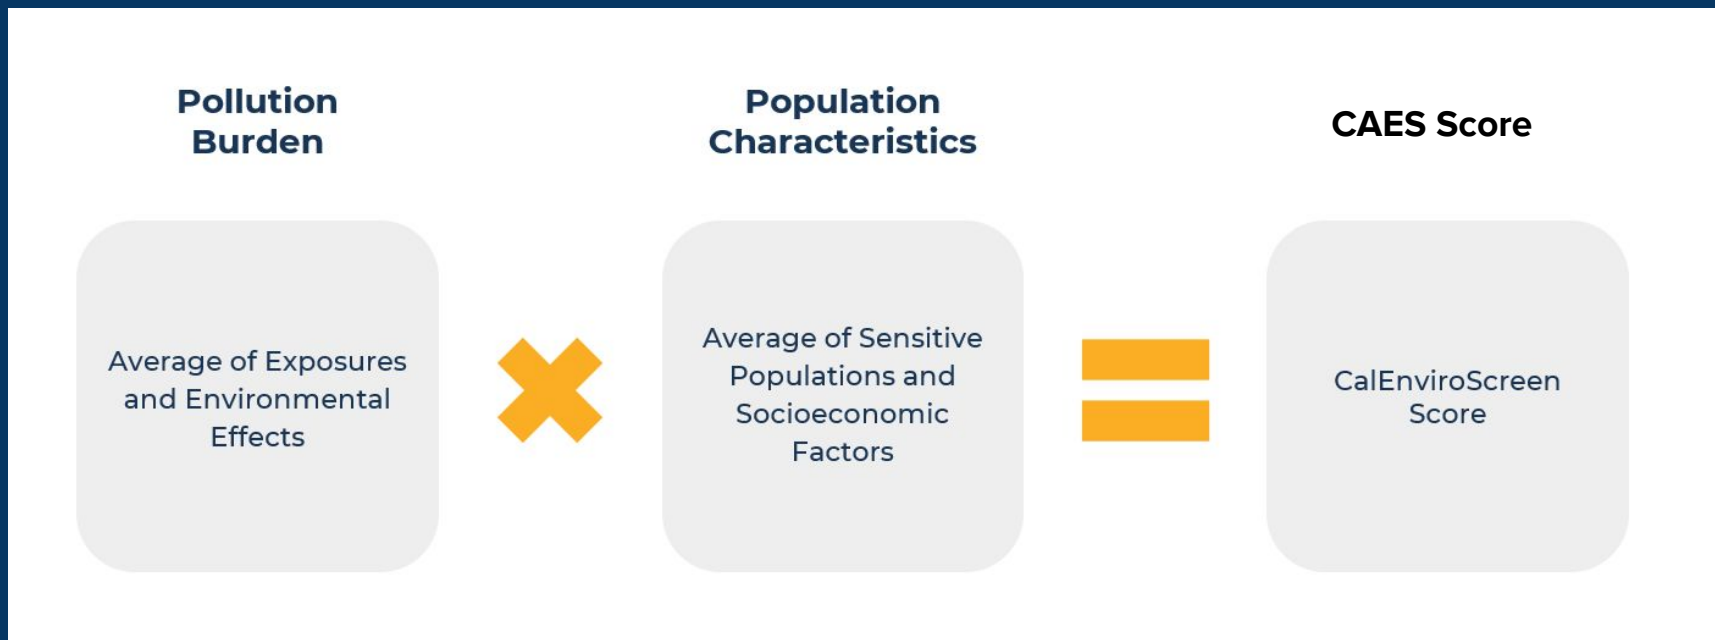 Pollution
Burden
Population
Characteristics
CAES Score
Average of Exposures
and Environmental
Effects
Average of Sensitive
Populations and
Socioeconomic
Factors
CalEnviroScreen
Score